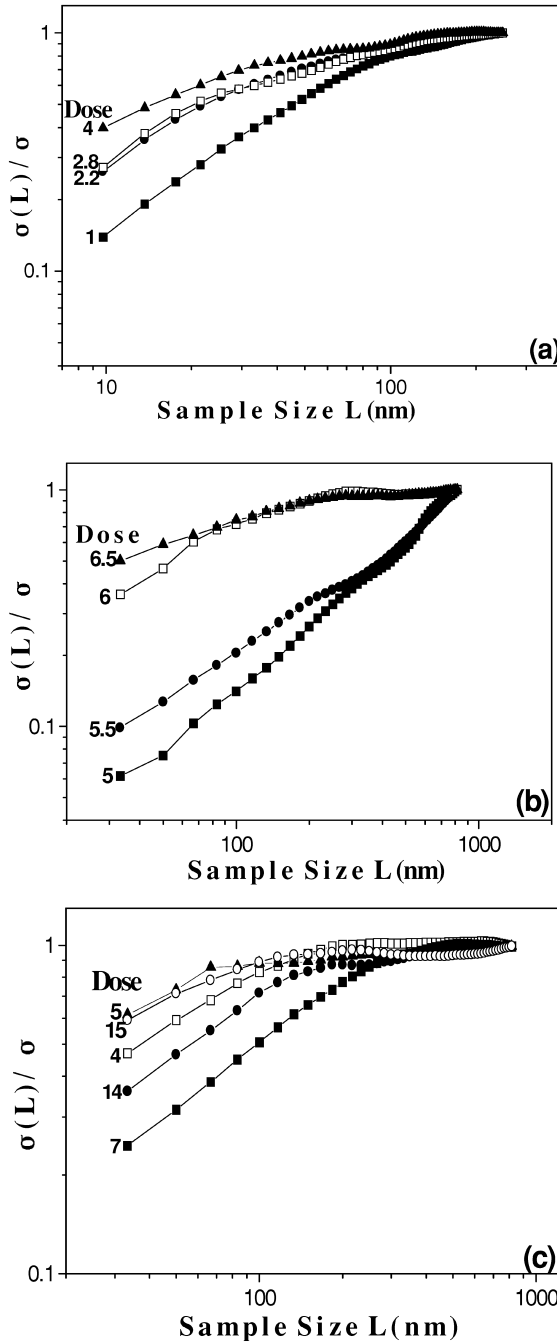 1
Dose
4
2.8
2.2
1
0.1
σ(L)/ σ
(a)
10
100
Sample Size L(nm)
1
Dose
6.5
6
5.5
5
0.1
σ(L)/ σ
(b)
100
1000
Sample Size L(nm)
1
Dose
5
15
4
14
7
0.1
σ(L)/ σ
(c)
100
1000
Sample Size L(nm)